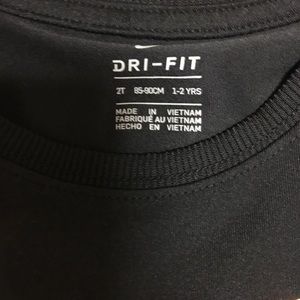 DRI-FIT
2T 85-90CM 1-2 YRS
MADE IN VIETNAM
FABRIQUÉ AU VIETNAM
HECHO EN VIETNAM